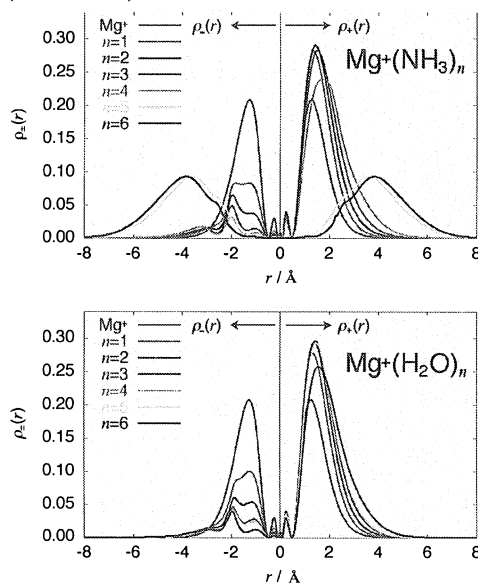 Mg⁺
n=1
n=2
n=3
n=4
n=5
n=6
ρ₋(r)
ρ₊(r)
Mg⁺(NH₃)ₙ
ρ±(r)
0.30
0.25
0.20
0.15
0.10
0.05
0.00
-8 -6 -4 -2 0 2 4 6 8
r / Å
Mg⁺
n=1
n=2
n=3
n=4
n=5
n=6
ρ₋(r)
ρ₊(r)
Mg⁺(H₂O)ₙ
ρ±(r)
0.30
0.25
0.20
0.15
0.10
0.05
0.00
-8 -6 -4 -2 0 2 4 6 8
r / Å